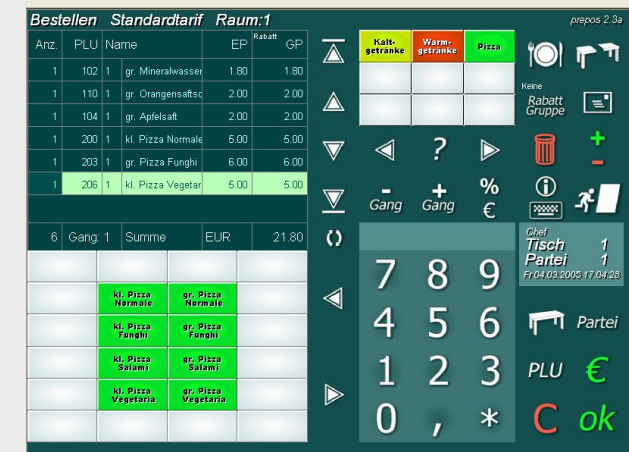 Bestellen Standardtarif Raum:1
prepos 2.3a
Anz. PLU Name EP Rabatt GP
1 102 1 gr. Mineralwasser 1.80 1.80
1 110 1 gr. Orangensaftsc 2.00 2.00
1 104 1 gr. Apfelsaft 2.00 2.00
1 200 1 kl. Pizza Normale 5.00 5.00
1 203 1 gr. Pizza Funghi 6.00 6.00
1 206 1 kl. Pizza Vegetar 5.00 5.00
6 Gang: 1 Summe EUR 21.80
kl. Pizza Normale
gr. Pizza Normale
kl. Pizza Funghi
gr. Pizza Funghi
kl. Pizza Salami
gr. Pizza Salami
kl. Pizza Vegetaria
gr. Pizza Vegetaria
Kalt-
getränke
Warm-
getränke
Pizza
Keine
Rabatt
Gruppe
?
+
-
- Gang
+ Gang
%
€
Chef
Tisch 1
Partei 1
Fr 04.03.2005 17:04:28
7 8 9
4 5 6
1 2 3
0 , *
Partei
PLU €
C ok